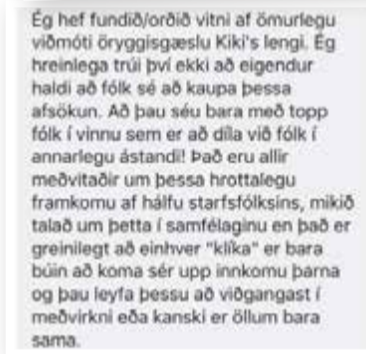 Ég hef fundið/orðið vitni af ömurlegu
viðmóti öryggisgæslu Kiki's lengi. Ég
hreinlega trúi því ekki að eigendur
haldi að fólk sé að kaupa þessa
afsökun. Að þau séu bara með topp
fólk í vinnu sem er að díla við fólk í
annarlegu ástandi! Það eru allir
meðvitaðir um þessa hrottalegu
framkomu af hálfu starfsfólksins, mikið
talað um þetta í samfélaginu en það er
greinilegt að einhver "klíka" er bara
búin að koma sér upp innkomu þarna
og þau leyfa þessu að viðgangast í
meðvirkni eða kanski er öllum bara
sama.